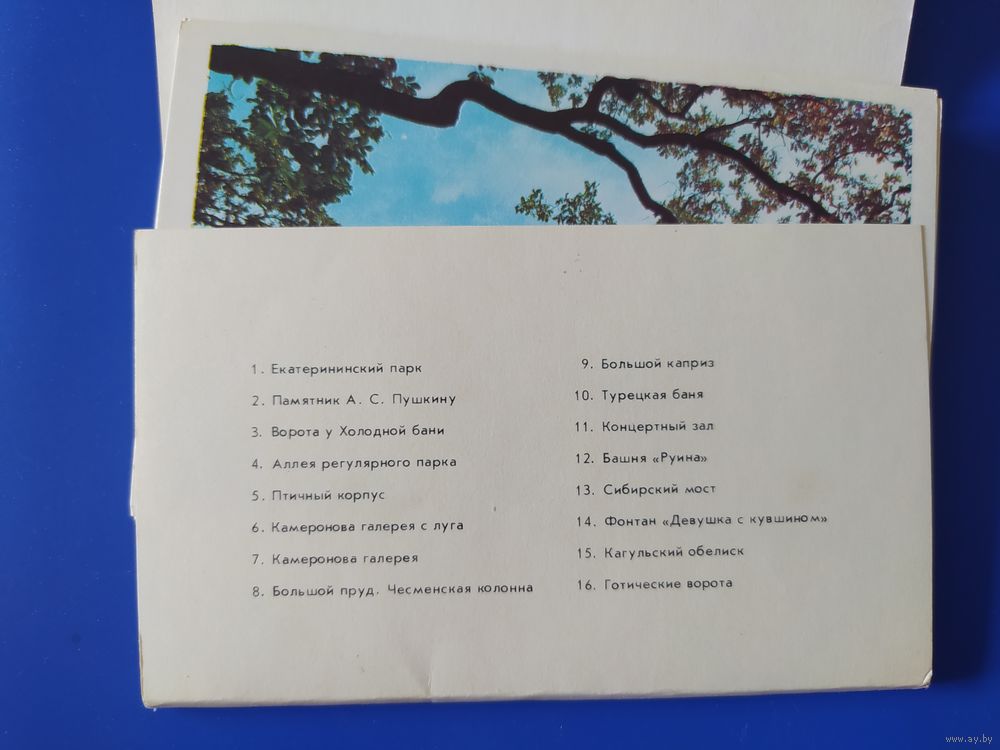 1. Екатерининский парк
2. Памятник А. С. Пушкину
3. Ворота у Холодной бани
4. Аллея регулярного парка
5. Птичный корпус
6. Камеронова галерея с луга
7. Камеронова галерея
8. Большой пруд. Чесменская колонна
9. Большой каприз
10. Турецкая баня
11. Концертный зал
12. Башня «Руина»
13. Сибирский мост
14. Фонтан «Девушка с кувшином»
15. Кагульский обелиск
16. Готические ворота
www.ay.by